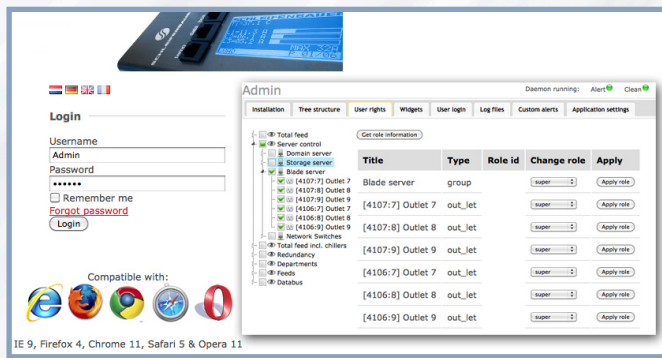 MAX 32A
Login
Username
Admin
Password
••••••
Remember me
Forgot password
Login
Compatible with:
IE 9, Firefox 4, Chrome 11, Safari 5 & Opera 11
Admin
Daemon running: Alert Clean
Installation Tree structure User rights Widgets User login Log files Custom alerts Application settings
Total feed
Server control
Domain server
Storage server
Blade server
[4107:7] Outlet 7
[4107:8] Outlet 8
[4107:9] Outlet 9
[4106:7] Outlet 7
[4106:8] Outlet 8
[4106:9] Outlet 9
Network Switches
Total feed incl. chillers
Redundancy
Departments
Feeds
Databus
Get role information
Title Type Role id Change role Apply
Blade server group super Apply role
[4107:7] Outlet 7 out_let super Apply role
[4107:8] Outlet 8 out_let super Apply role
[4107:9] Outlet 9 out_let super Apply role
[4106:7] Outlet 7 out_let super Apply role
[4106:8] Outlet 8 out_let super Apply role
[4106:9] Outlet 9 out_let super Apply role